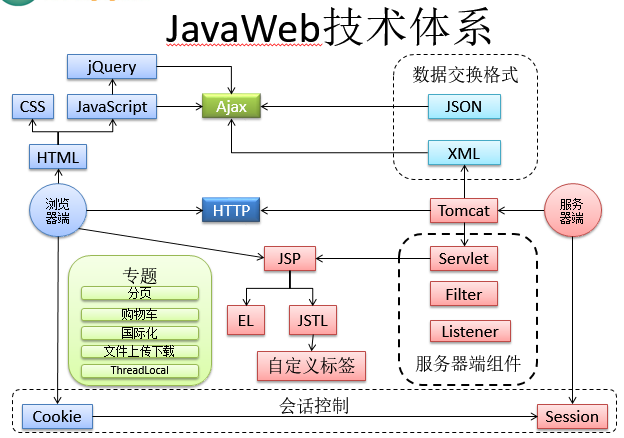 JavaWeb技术体系
jQuery
数据交换格式
CSS
JavaScript
Ajax
JSON
HTML
XML
浏览
器端
HTTP
Tomcat
服务
器端
JSP
Servlet
专题
分页
购物车
国际化
文件上传下载
ThreadLocal
EL
JSTL
Filter
Listener
自定义标签
服务器端组件
会话控制
Cookie
Session